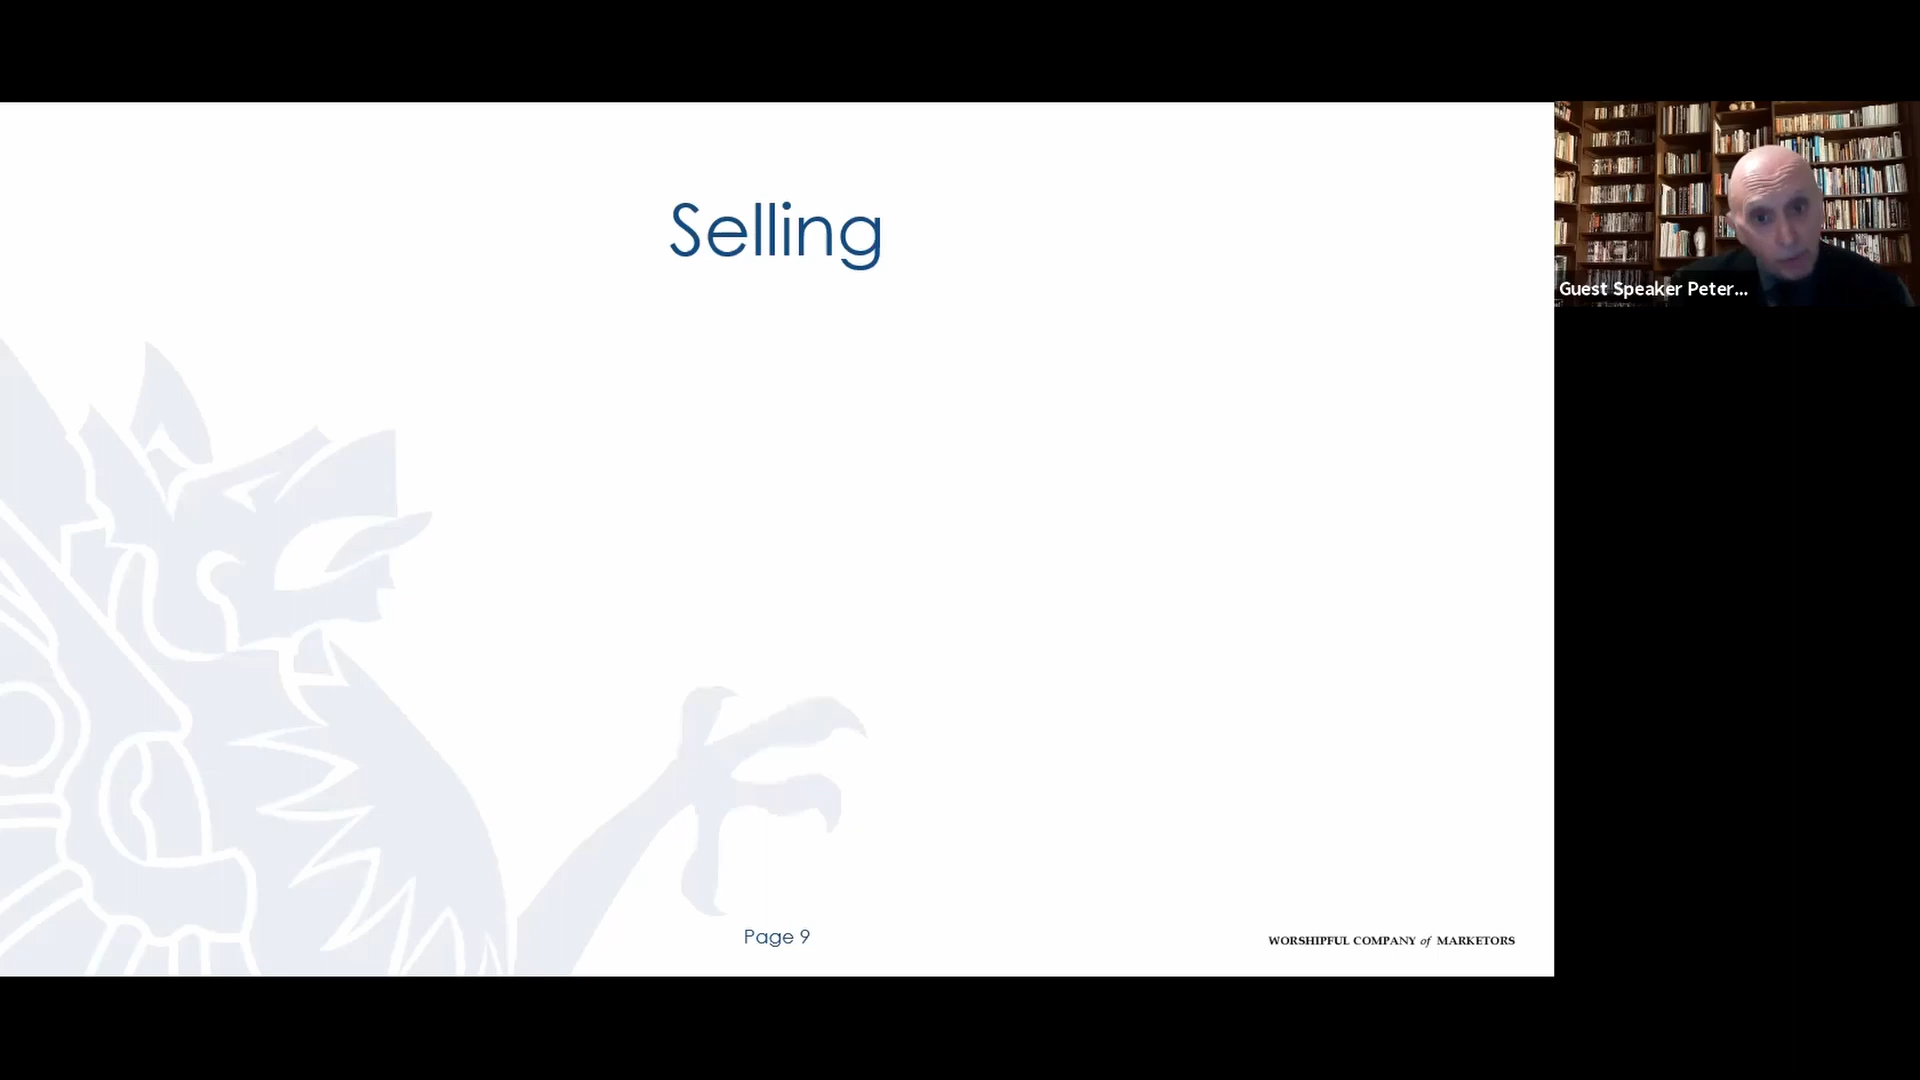 Selling
Guest Speaker Peter...
Page 9
WORSHIPFUL COMPANY of MARKETORS